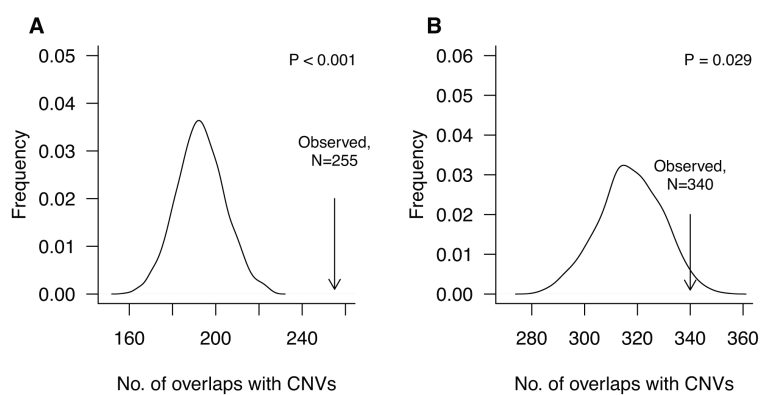 A
P < 0.001
Observed,
N=255
Frequency
0.05
0.04
0.03
0.02
0.01
0.00
160
200
240
No. of overlaps with CNVs
B
P = 0.029
Observed,
N=340
Frequency
0.06
0.05
0.04
0.03
0.02
0.01
0.00
280
300
320
340
360
No. of overlaps with CNVs